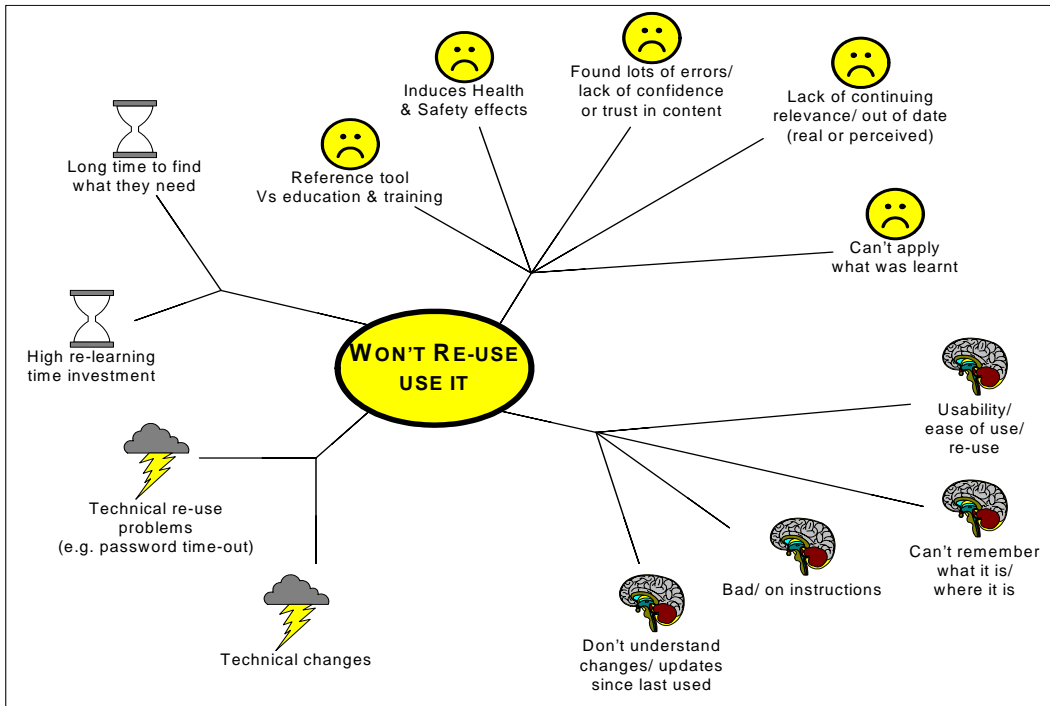 Induces Health
& Safety effects
Found lots of errors/
lack of confidence
or trust in content
Lack of continuing
relevance/ out of date
(real or perceived)
Long time to find
what they need
Reference tool
Vs education & training
Can't apply
what was learnt
High re-learning
time investment
WON'T RE-USE
USE IT
Usability/
ease of use/
re-use
Technical re-use
problems
(e.g. password time-out)
Can't remember
what it is/
where it is
Bad/ on instructions
Technical changes
Don't understand
changes/ updates
since last used